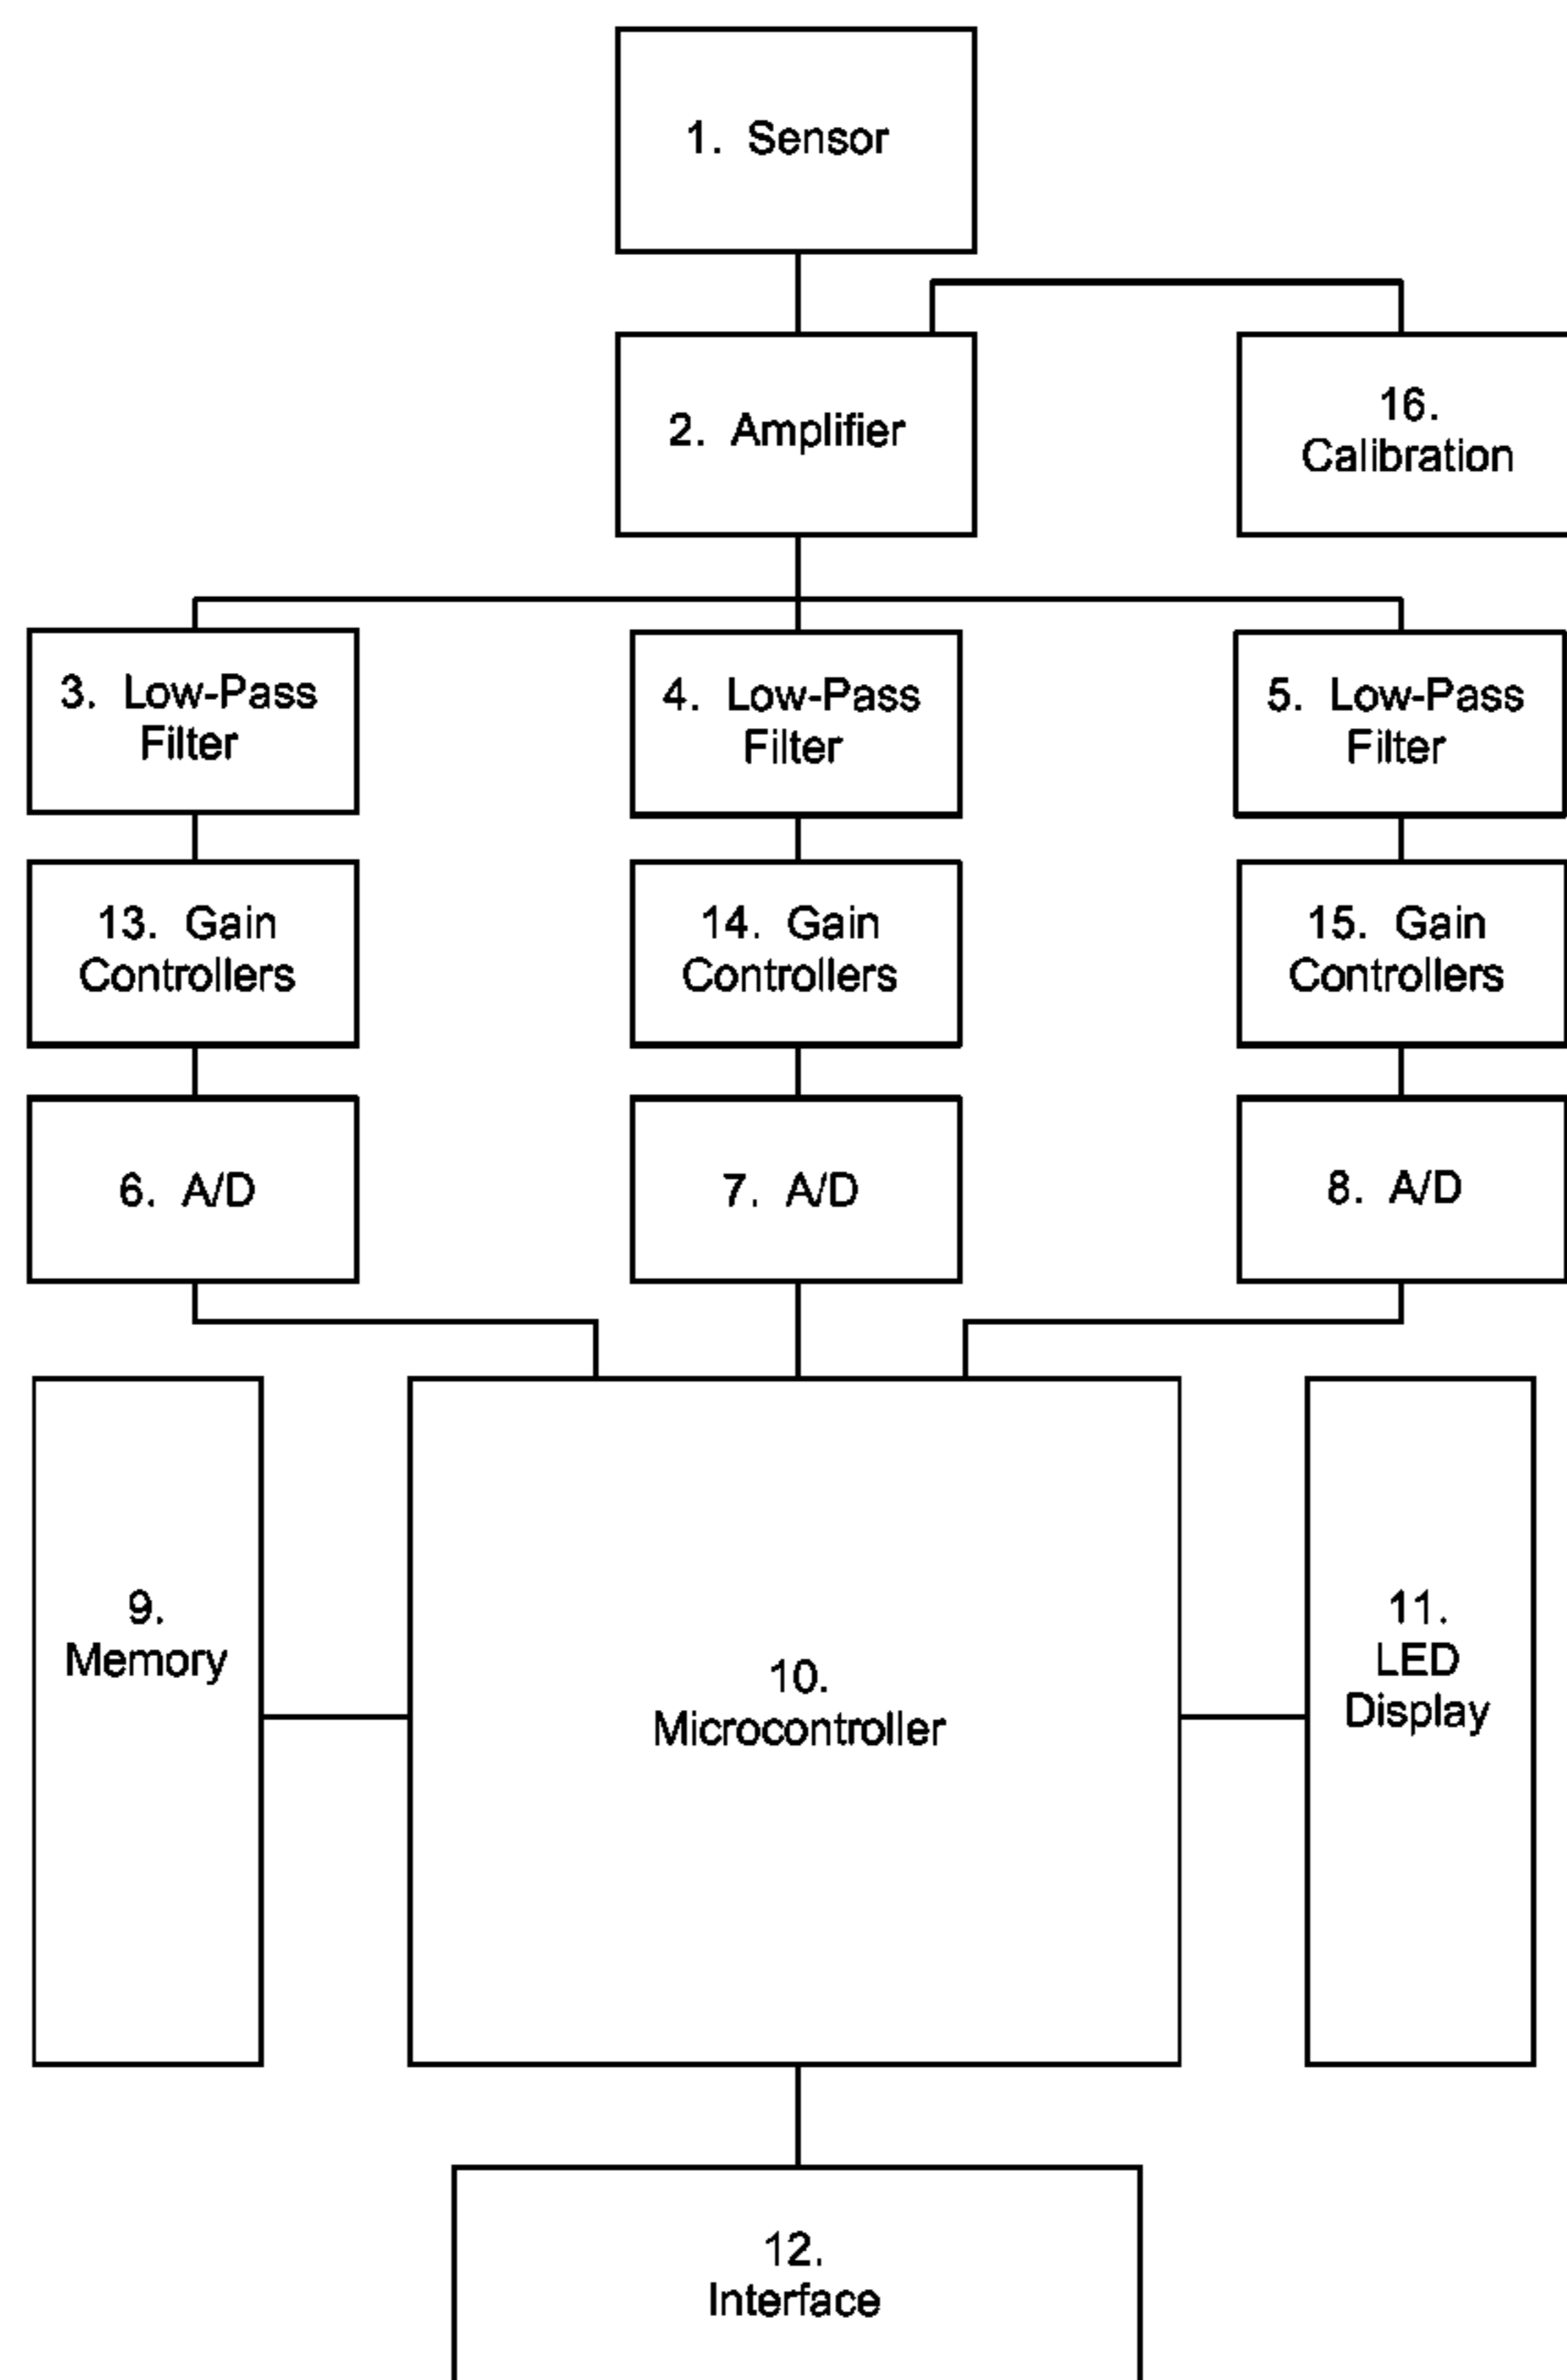 1. Sensor
2. Amplifier
16.
Calibration
3. Low-Pass
Filter
4. Low-Pass
Filter
5. Low-Pass
Filter
13. Gain
Controllers
14. Gain
Controllers
15. Gain
Controllers
6. A/D
7. A/D
8. A/D
9.
Memory
10.
Microcontroller
11.
LED
Display
12.
Interface